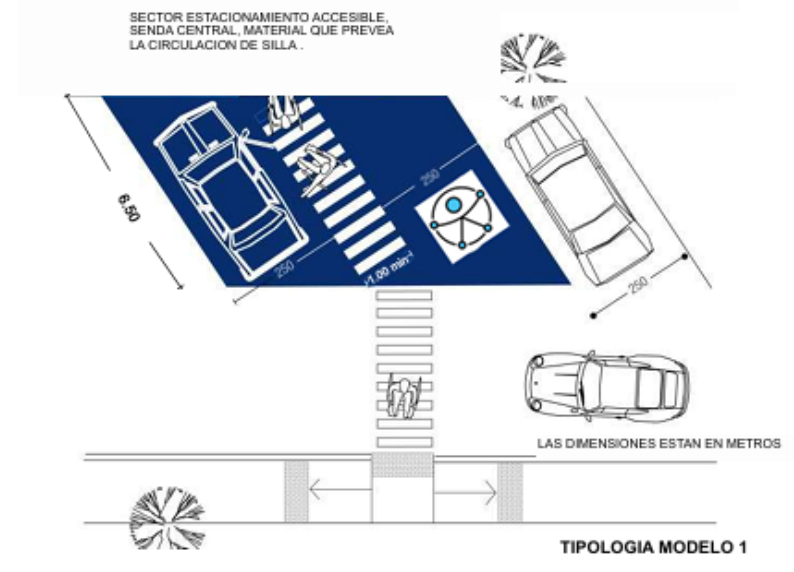 SECTOR ESTACIONAMIENTO ACCESIBLE,
SENDA CENTRAL, MATERIAL QUE PREVEA
LA CIRCULACION DE SILLA .
6.50
250
250
1.00 min
250
LAS DIMENSIONES ESTAN EN METROS
TIPOLOGIA MODELO 1